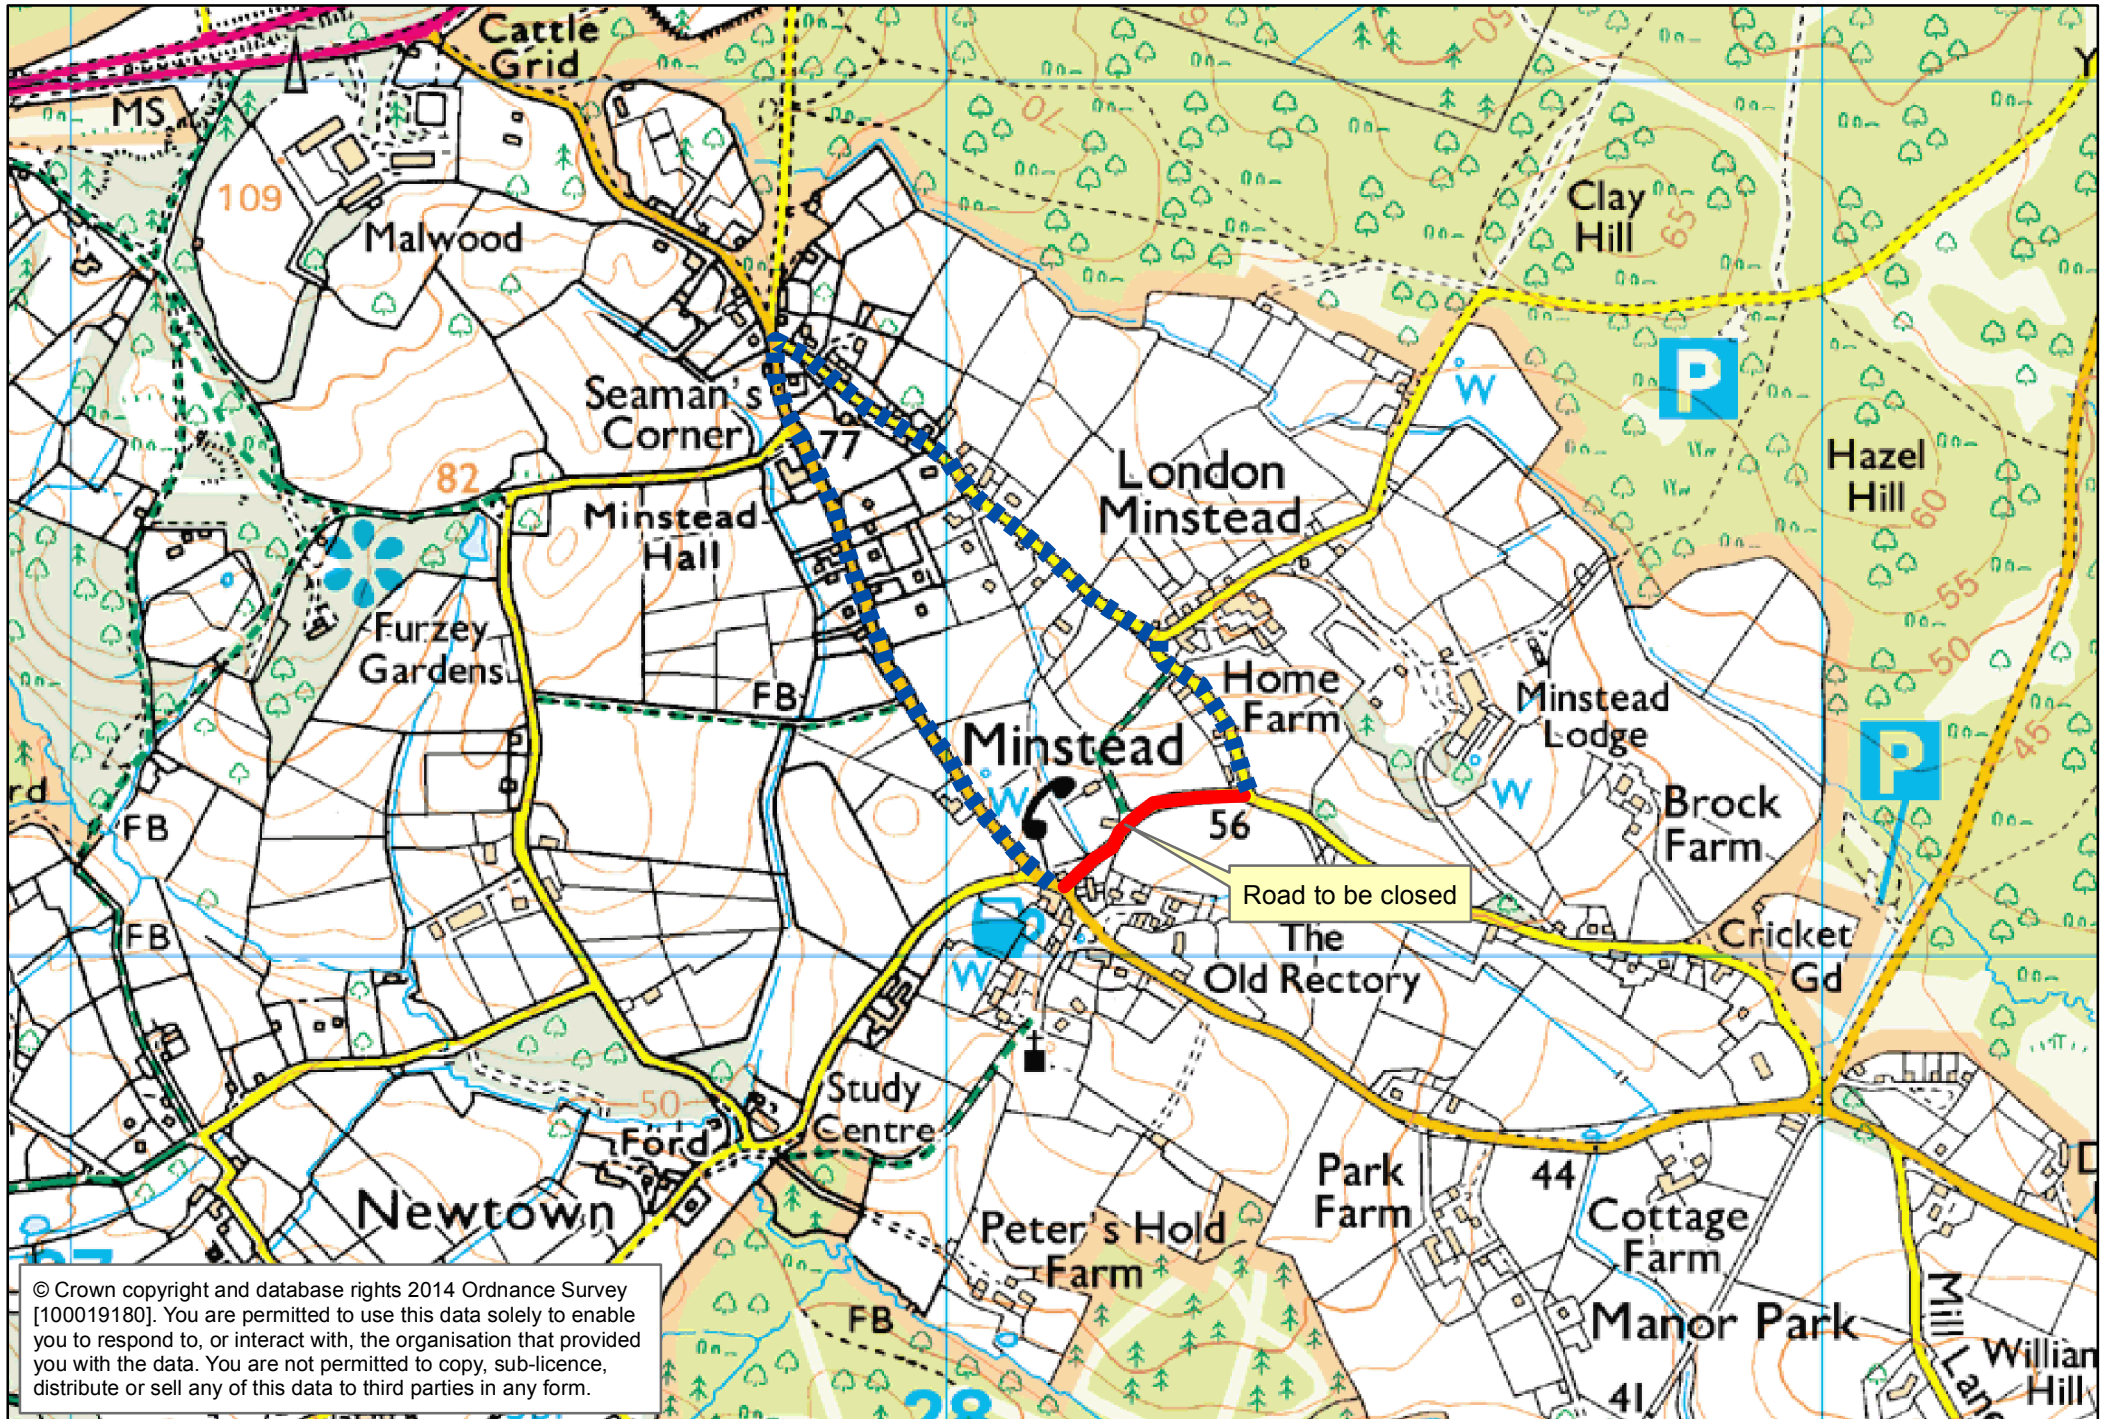 Cattle
Grid
MS
109
Malwood
70
50
Clay
Hill
65
Y
P
W
Seaman's
Corner
77
82
Minstead
Hall
London
Minstead
Hazel
Hill
60
55
50
45
Furzey
Gardens
FB
Home
Farm
Minstead
Lodge
Minstead
W
W
P
56
Brock
Farm
rd
FB
FB
Road to be closed
Cricket
Gd
The
Old Rectory
W
50
Study
Centre
Ford
Newtown
Park
Farm
44
Cottage
Farm
Peter's Hold
Farm
FB
Manor Park
Mill
Lane
41
Willian
Hill
28
© Crown copyright and database rights 2014 Ordnance Survey
[100019180]. You are permitted to use this data solely to enable
you to respond to, or interact with, the organisation that provided
you with the data. You are not permitted to copy, sub-licence,
distribute or sell any of this data to third parties in any form.